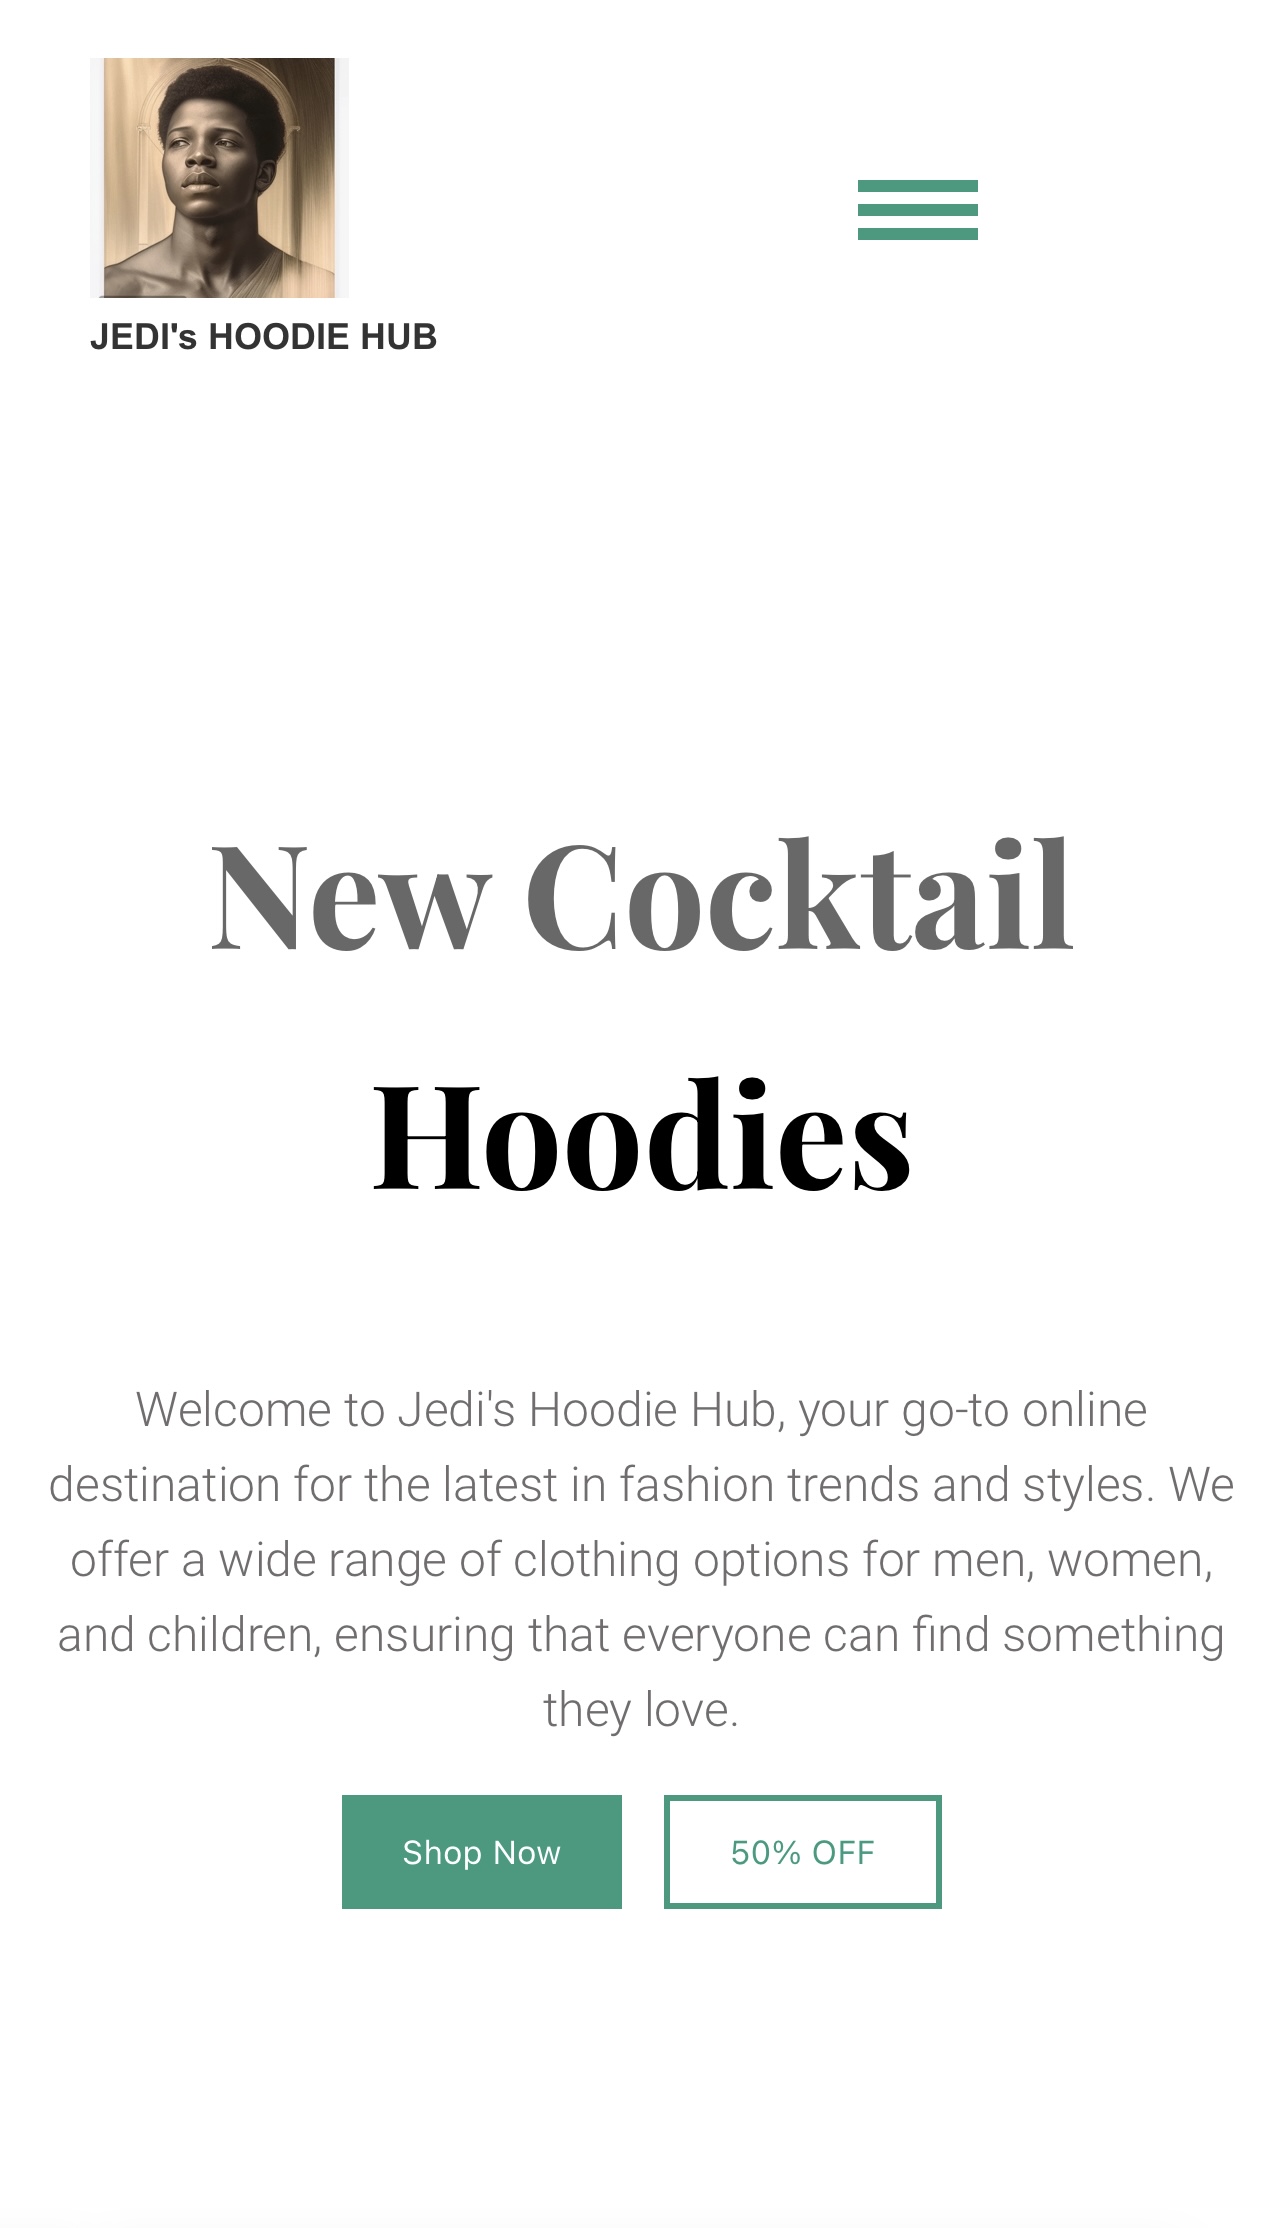 JEDI's HOODIE HUB
New Cocktail
Hoodies
Welcome to Jedi's Hoodie Hub, your go-to online
destination for the latest in fashion trends and styles. We
offer a wide range of clothing options for men, women,
and children, ensuring that everyone can find something
they love.
Shop Now
50% OFF